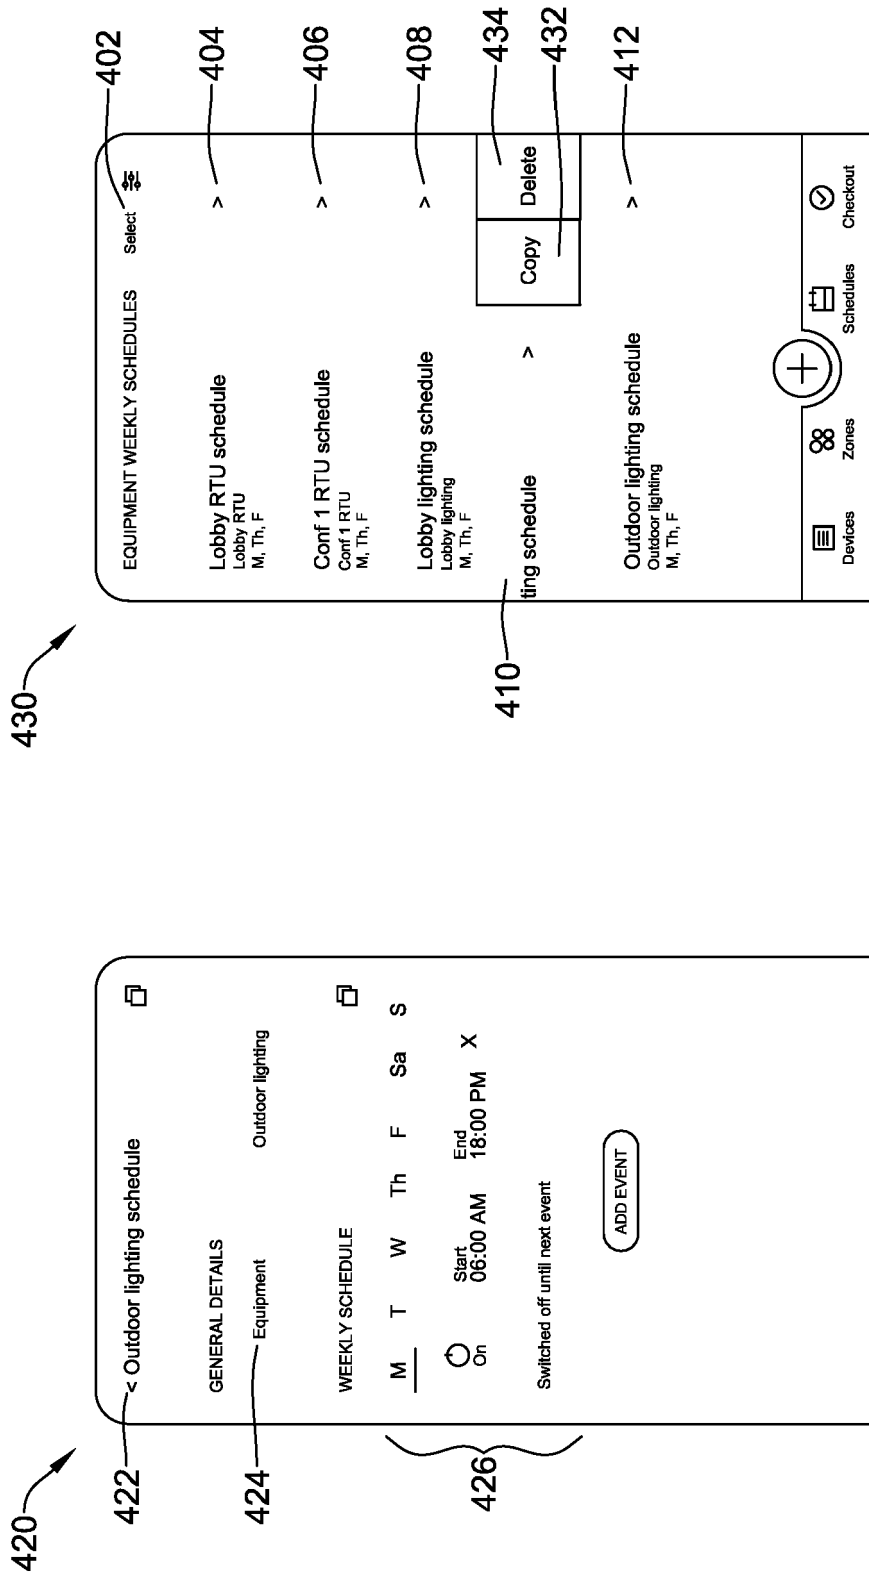 420
422
< Outdoor lighting schedule
GENERAL DETAILS
424
Equipment Outdoor lighting
WEEKLY SCHEDULE
M T W Th F Sa S
426
On
Start
06:00 AM
End
18:00 PM
X
Switched off until next event
ADD EVENT
430
402
EQUIPMENT WEEKLY SCHEDULES Select
404
Lobby RTU schedule >
Lobby RTU
M, Th, F
406
Conf 1 RTU schedule >
Conf 1 RTU
M, Th, F
408
Lobby lighting schedule >
Lobby lighting
M, Th, F
410
ting schedule > Copy Delete
434
432
412
Outdoor lighting schedule >
Outdoor lighting
M, Th, F
Devices Zones + Schedules Checkout